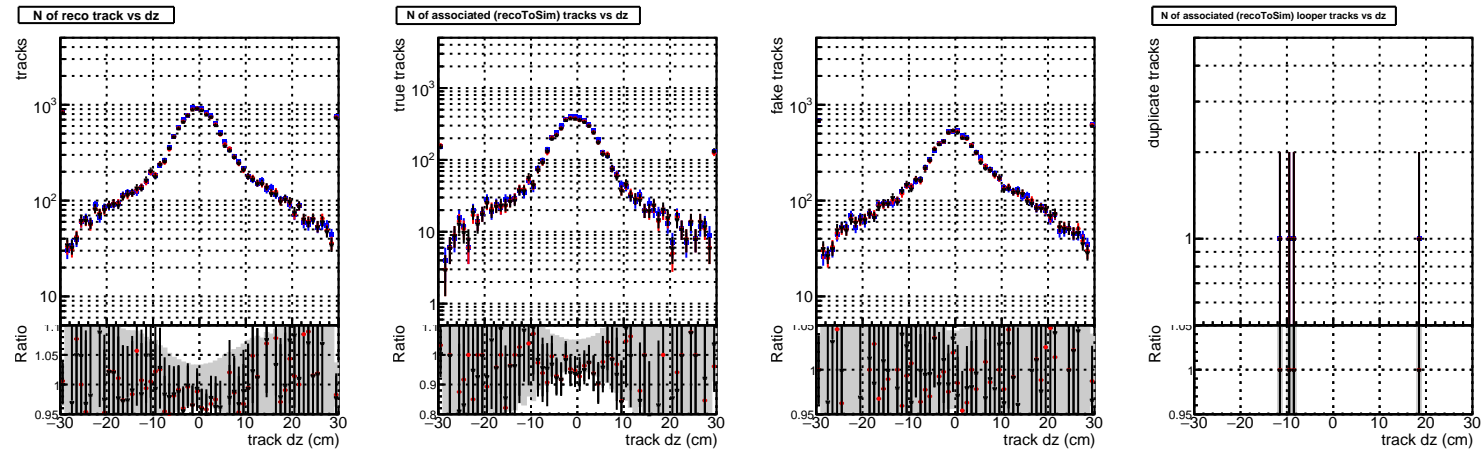 N of reco track vs dz
N of associated (recoToSim) tracks vs dz
N of associated (recoToSim) looper tracks vs dz
tracks
10³
10²
10
Ratio
1.1
1.05
1
0.95
−30 −20 −10 0 10 20 30
track dz (cm)
true tracks
10³
10²
10
1
Ratio
1.1
1
0.9
0.8
−30 −20 −10 0 10 20 30
track dz (cm)
fake tracks
10³
10²
10
Ratio
1.05
1
0.95
−30 −20 −10 0 10 20 30
track dz (cm)
duplicate tracks
1
Ratio
1.05
1
0.95
−30 −20 −10 0 10 20 30
track dz (cm)